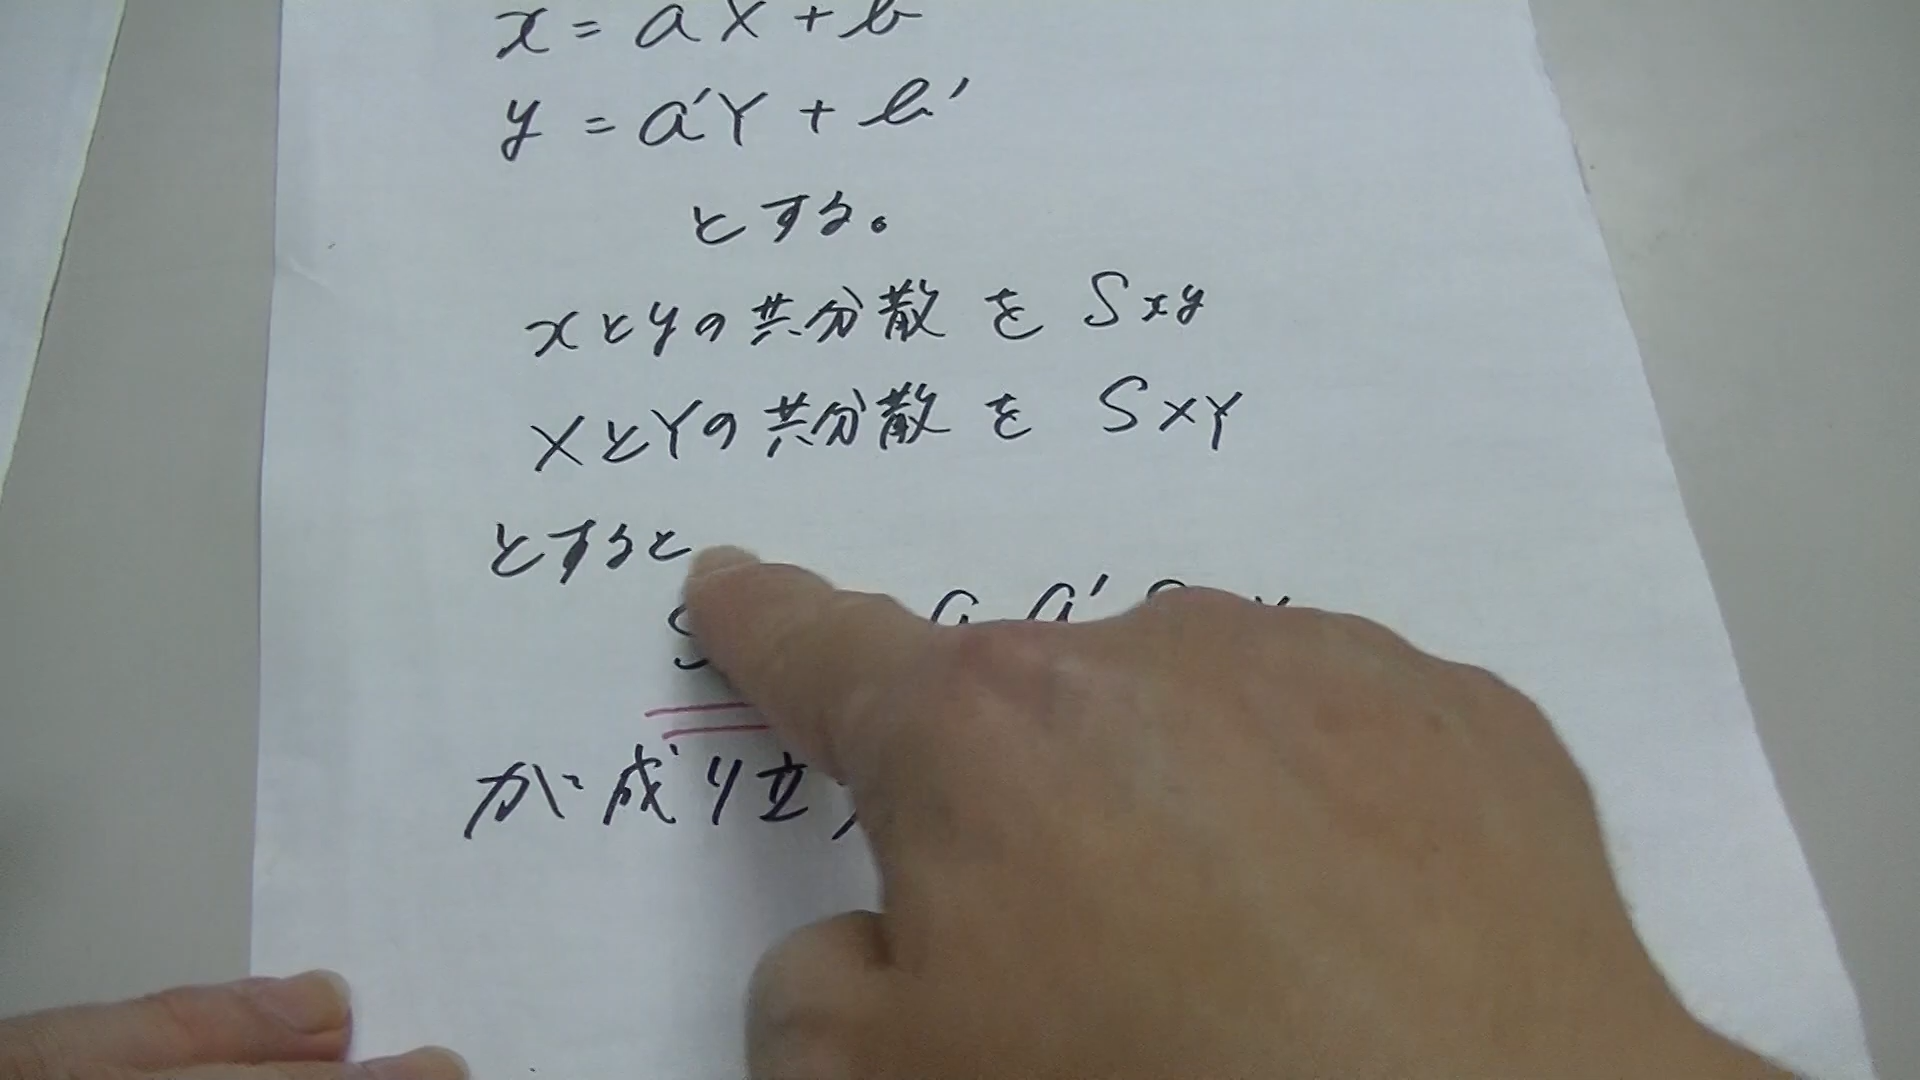 x = aX + b
y = a'Y + b'
とする。
xとyの共分散を Sxy
XとYの共分散を SXY
とすると
S a a'
が成り立